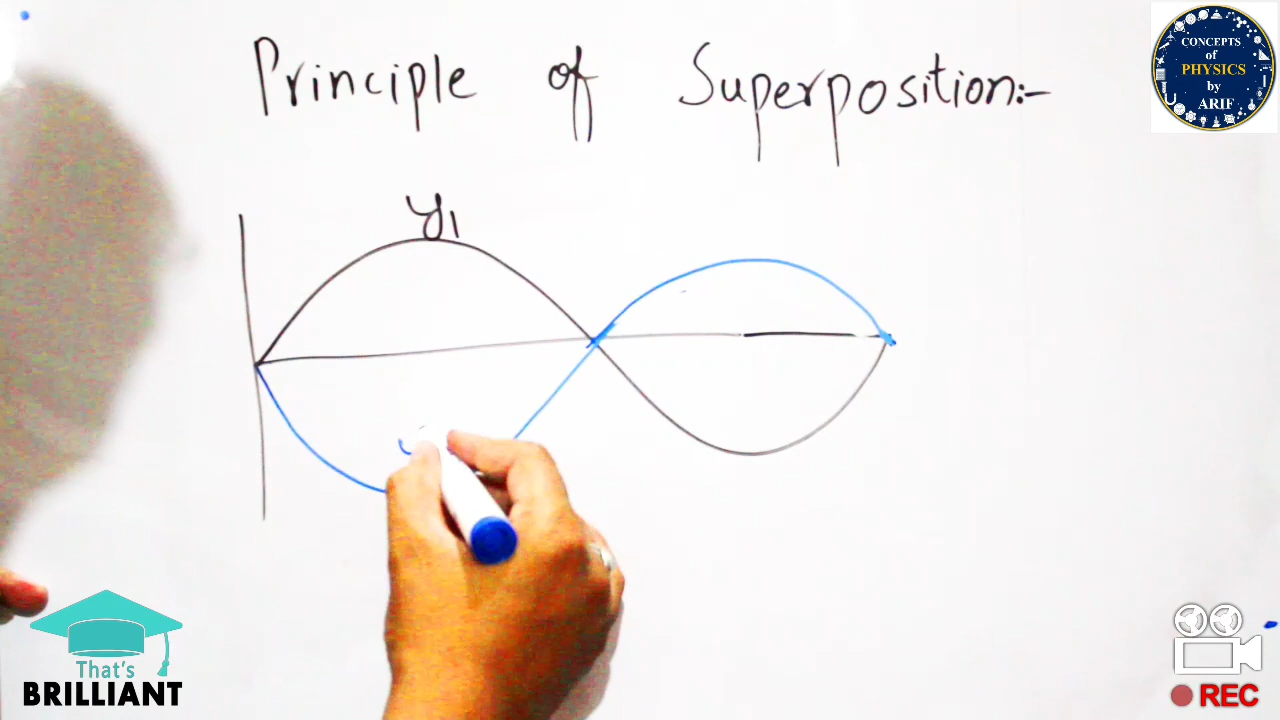 Principle of Superposition:-
CONCEPTS
of
PHYSICS
by
ARIF
y1
That's
BRILLIANT
REC